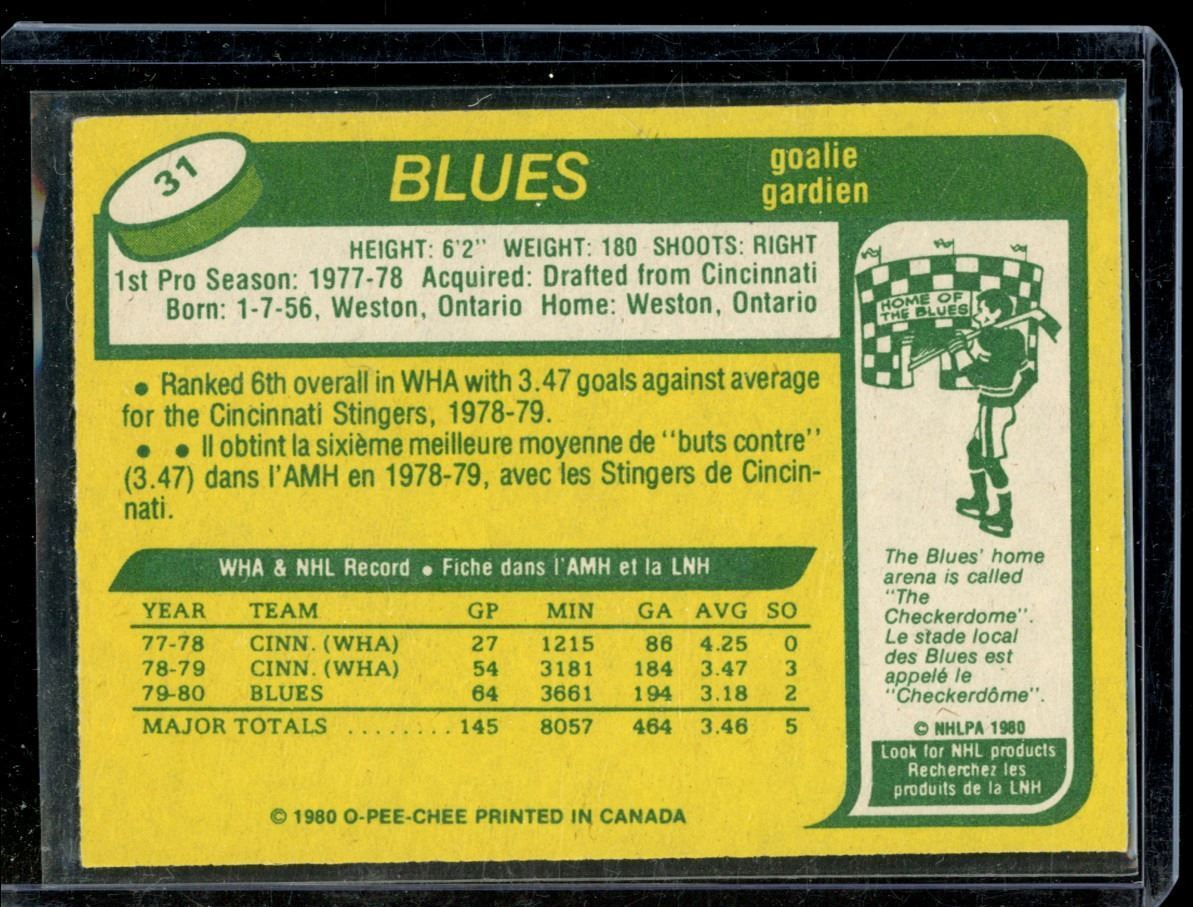 31
BLUES
goalie
gardien
HEIGHT: 6'2" WEIGHT: 180 SHOOTS: RIGHT
1st Pro Season: 1977-78 Acquired: Drafted from Cincinnati
Born: 1-7-56, Weston, Ontario Home: Weston, Ontario
• Ranked 6th overall in WHA with 3.47 goals against average
for the Cincinnati Stingers, 1978-79.
• • Il obtint la sixième meilleure moyenne de "buts contre"
(3.47) dans l'AMH en 1978-79, avec les Stingers de Cincin-
nati.
WHA & NHL Record • Fiche dans l'AMH et la LNH
YEAR TEAM GP MIN GA AVG SO
77-78 CINN. (WHA) 27 1215 86 4.25 0
78-79 CINN. (WHA) 54 3181 184 3.47 3
79-80 BLUES 64 3661 194 3.18 2
MAJOR TOTALS ........ 145 8057 464 3.46 5
© 1980 O-PEE-CHEE PRINTED IN CANADA
HOME OF
THE BLUES
The Blues' home
arena is called
"The
Checkerdome".
Le stade local
des Blues est
appelé le
"Checkerdôme".
© NHLPA 1980
Look for NHL products
Recherchez les
produits de la LNH